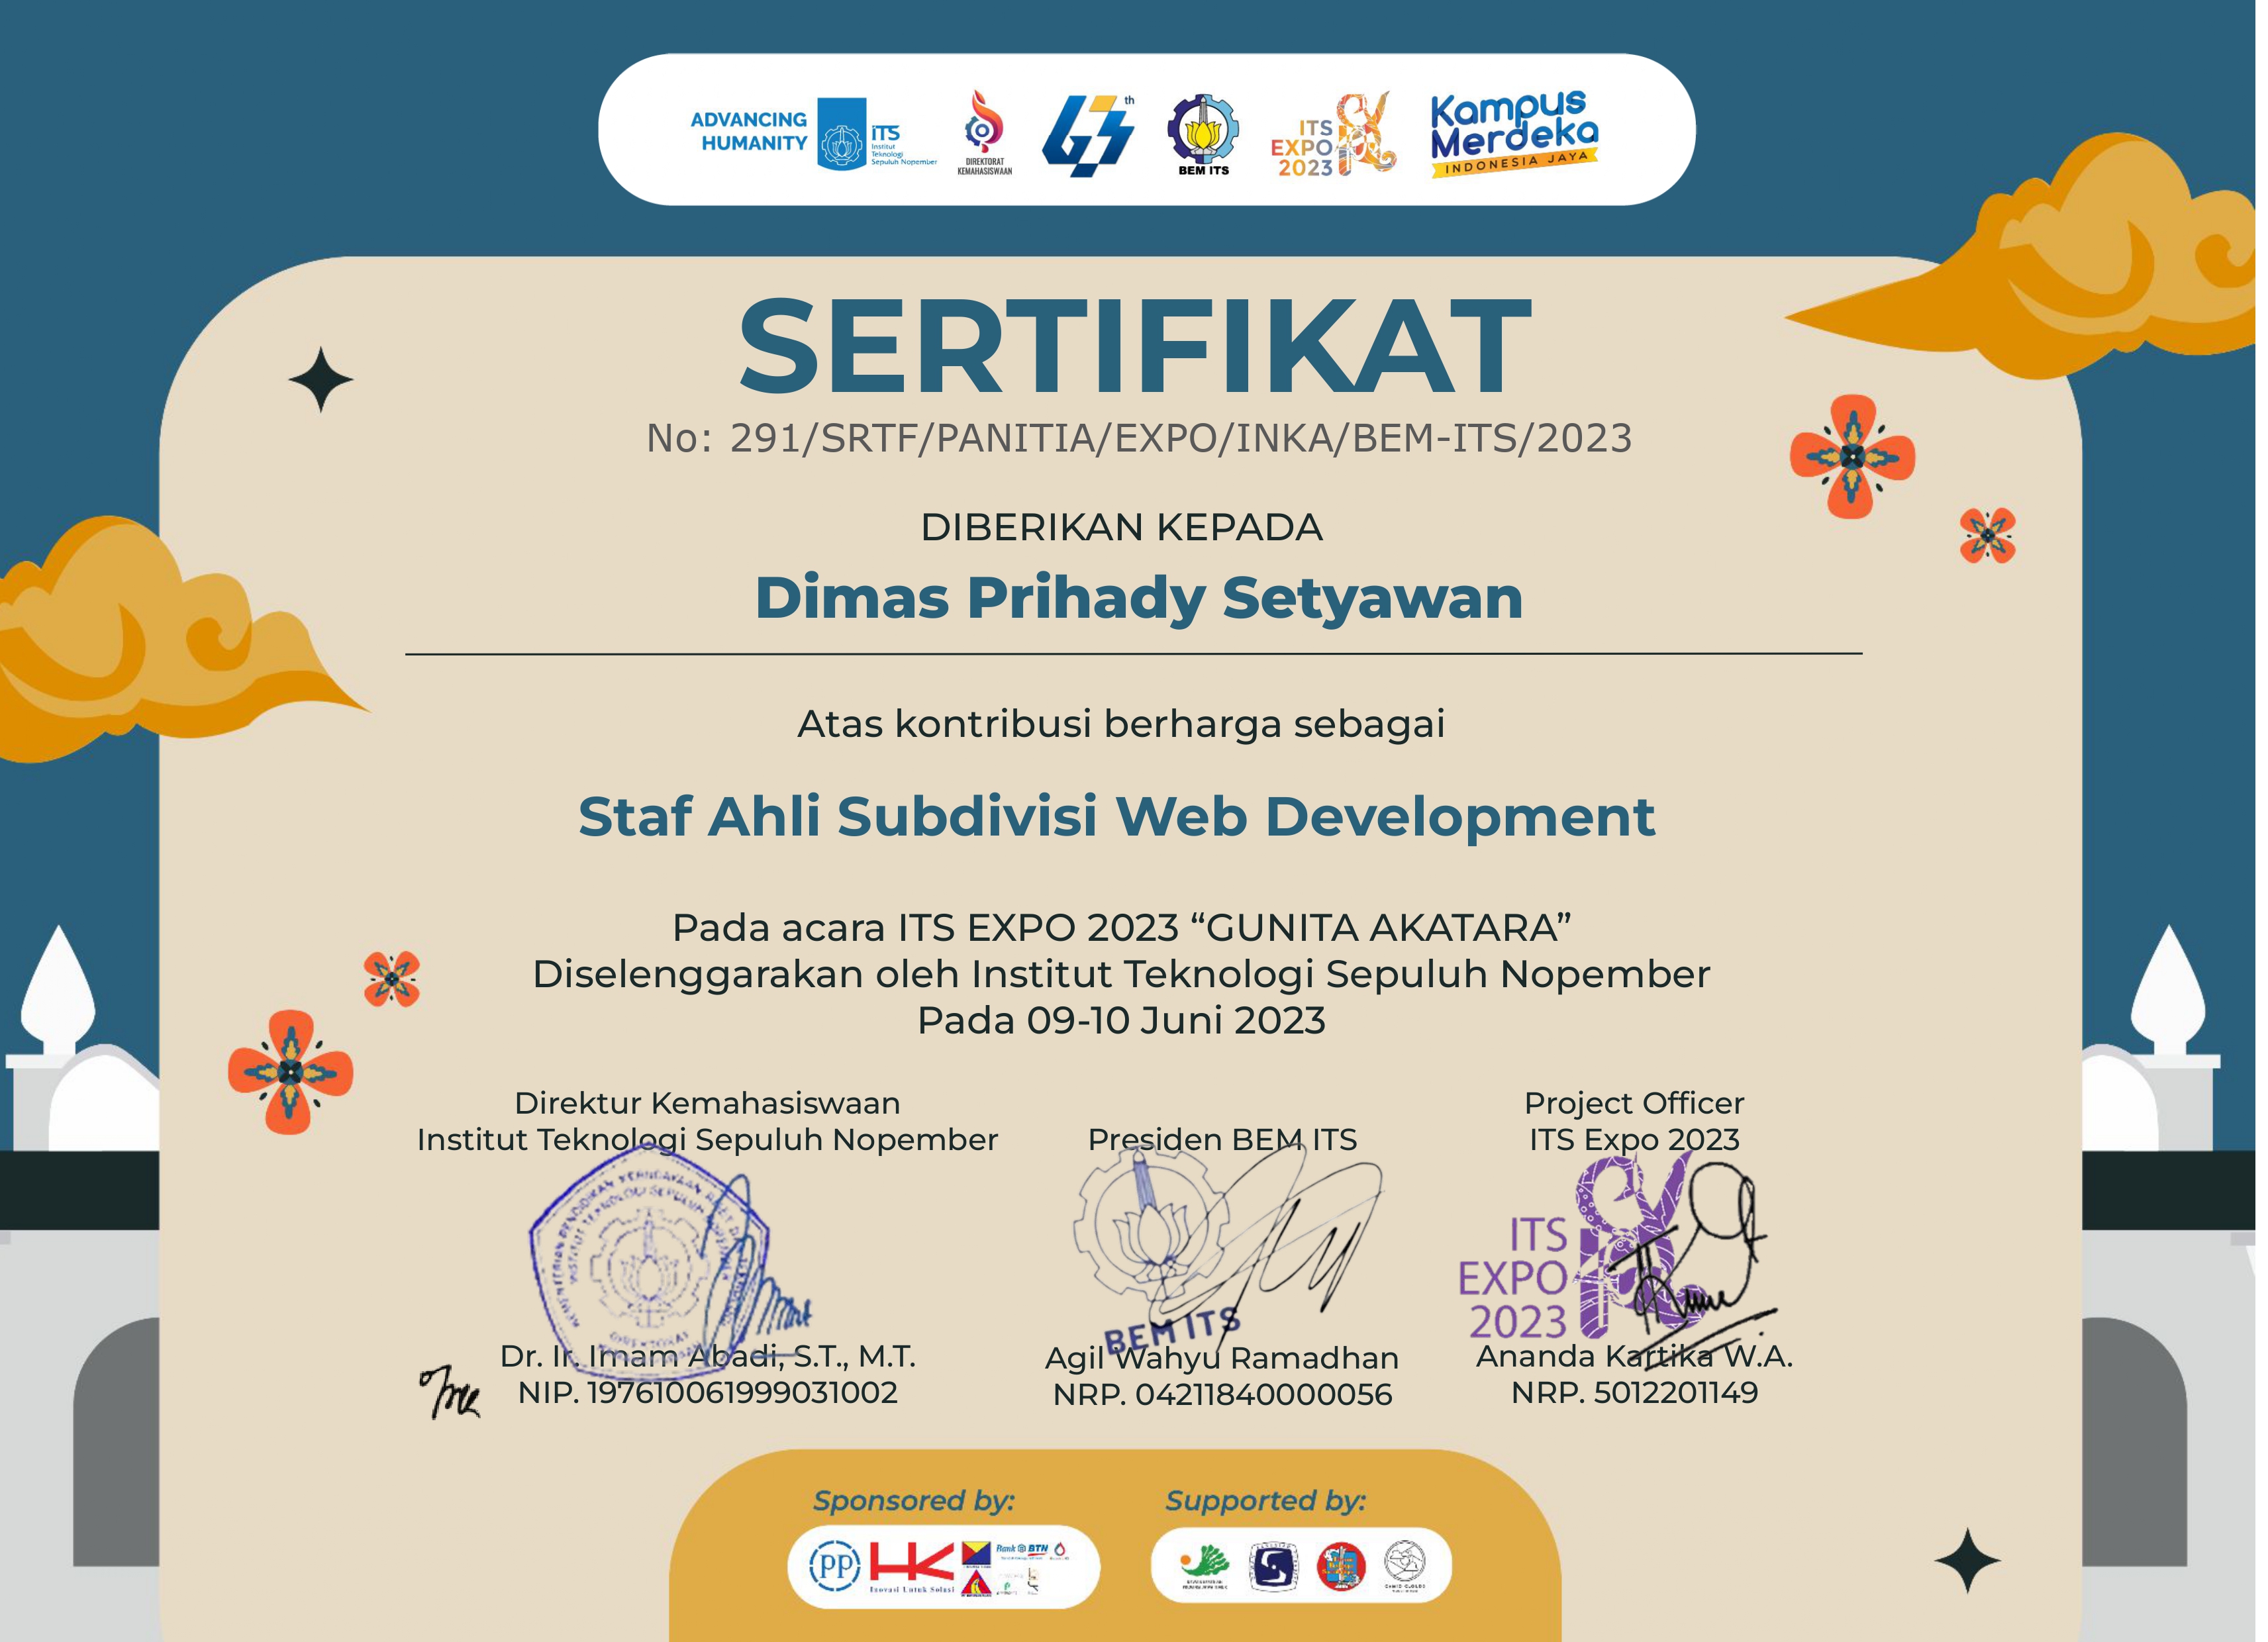 ADVANCING
HUMANITY
iTS
Institut
Teknologi
Sepuluh Nopember
DIREKTORAT
KEMAHASISWAAN
63th
BEM ITS
ITS
EXPO
2023
Kampus
Merdeka
INDONESIA JAYA
SERTIFIKAT
No: 291/SRTF/PANITIA/EXPO/INKA/BEM-ITS/2023
DIBERIKAN KEPADA
Dimas Prihady Setyawan
Atas kontribusi berharga sebagai
Staf Ahli Subdivisi Web Development
Pada acara ITS EXPO 2023 “GUNITA AKATARA”
Diselenggarakan oleh Institut Teknologi Sepuluh Nopember
Pada 09-10 Juni 2023
Direktur Kemahasiswaan
Institut Teknologi Sepuluh Nopember
Presiden BEM ITS
Project Officer
ITS Expo 2023
BEM ITS
ITS
EXPO
2023
Dr. Ir. Imam Abadi, S.T., M.T.
NIP. 197610061999031002
Agil Wahyu Ramadhan
NRP. 04211840000056
Ananda Kartika W.A.
NRP. 5012201149
Sponsored by:
Supported by:
PP
HK
Inovasi Untuk Solusi
Bank BTN